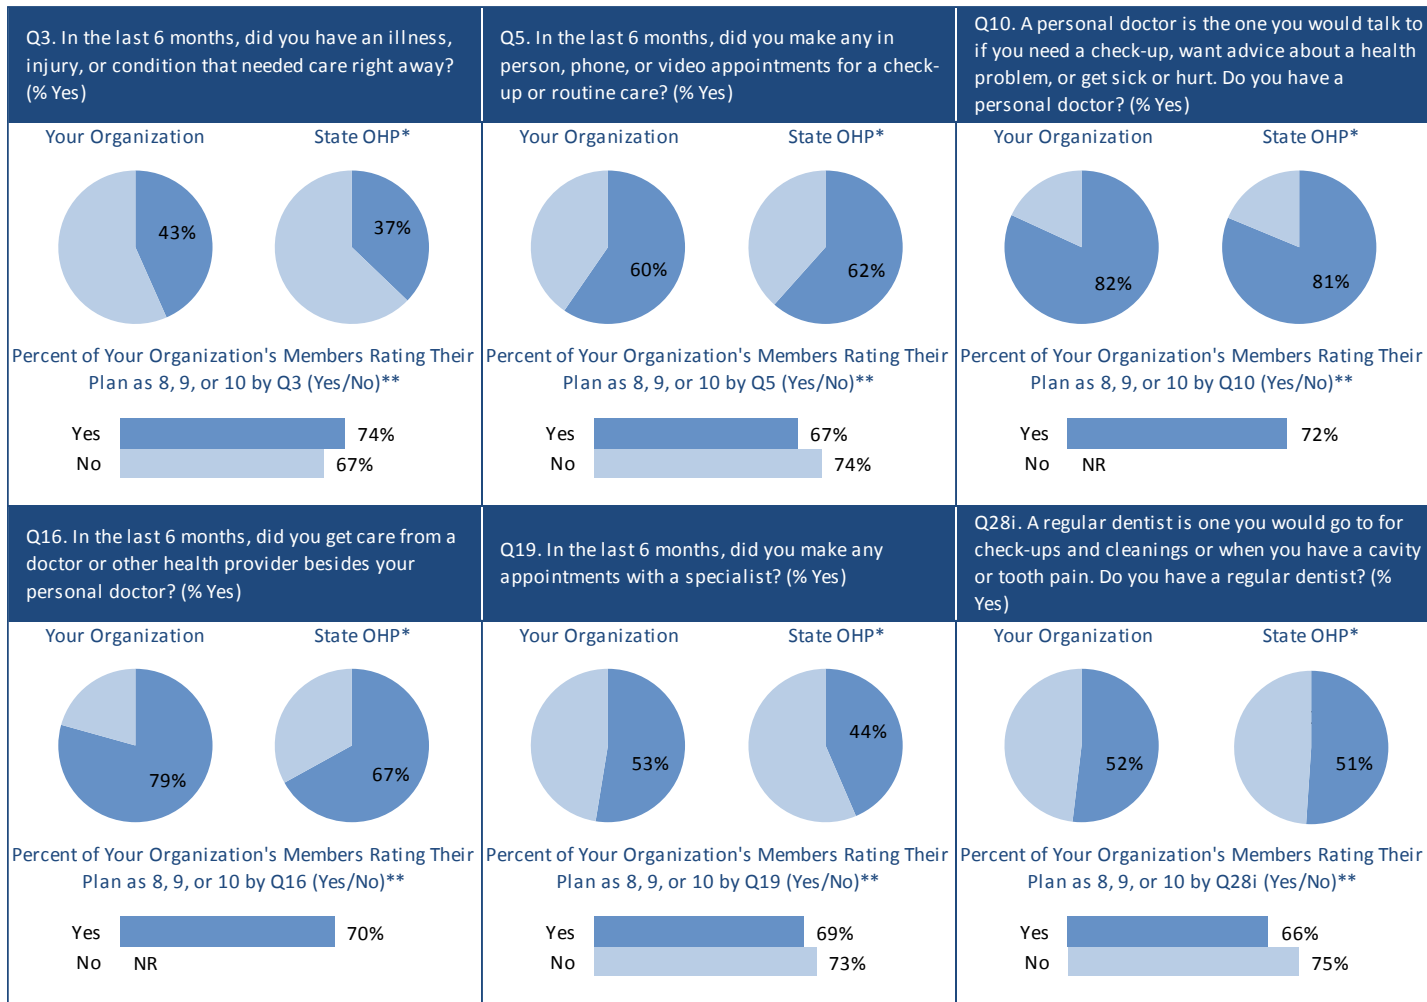 Q3. In the last 6 months, did you have an illness,
injury, or condition that needed care right away?
(% Yes)
Your Organization
State OHP*
43%
37%
Percent of Your Organization's Members Rating Their
Plan as 8, 9, or 10 by Q3 (Yes/No)**
Yes
74%
No
67%
Q5. In the last 6 months, did you make any in
person, phone, or video appointments for a check-
up or routine care? (% Yes)
Your Organization
State OHP*
60%
62%
Percent of Your Organization's Members Rating Their
Plan as 8, 9, or 10 by Q5 (Yes/No)**
Yes
67%
No
74%
Q10. A personal doctor is the one you would talk to
if you need a check-up, want advice about a health
problem, or get sick or hurt. Do you have a
personal doctor? (% Yes)
Your Organization
State OHP*
82%
81%
Percent of Your Organization's Members Rating Their
Plan as 8, 9, or 10 by Q10 (Yes/No)**
Yes
72%
No
NR
Q16. In the last 6 months, did you get care from a
doctor or other health provider besides your
personal doctor? (% Yes)
Your Organization
State OHP*
79%
67%
Percent of Your Organization's Members Rating Their
Plan as 8, 9, or 10 by Q16 (Yes/No)**
Yes
70%
No
NR
Q19. In the last 6 months, did you make any
appointments with a specialist? (% Yes)
Your Organization
State OHP*
53%
44%
Percent of Your Organization's Members Rating Their
Plan as 8, 9, or 10 by Q19 (Yes/No)**
Yes
69%
No
73%
Q28i. A regular dentist is one you would go to for
check-ups and cleanings or when you have a cavity
or tooth pain. Do you have a regular dentist? (%
Yes)
Your Organization
State OHP*
52%
51%
Percent of Your Organization's Members Rating Their
Plan as 8, 9, or 10 by Q28i (Yes/No)**
Yes
66%
No
75%